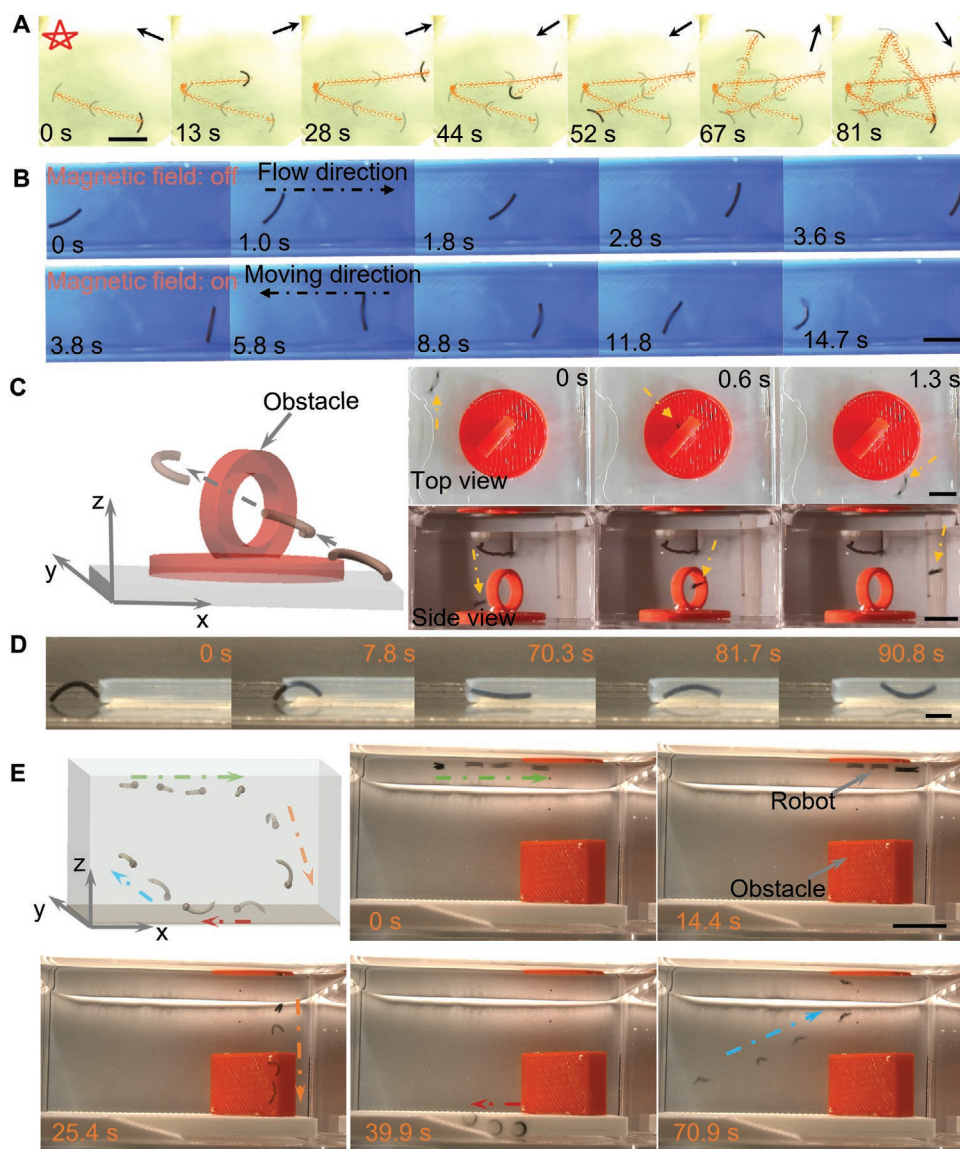 A
0 s
13 s
28 s
44 s
52 s
67 s
81 s
B
Magnetic field: off
Flow direction
0 s
1.0 s
1.8 s
2.8 s
3.6 s
Magnetic field: on
Moving direction
3.8 s
5.8 s
8.8 s
11.8
14.7 s
C
Obstacle
z
y
x
0 s
0.6 s
1.3 s
Top view
Side view
D
0 s
7.8 s
70.3 s
81.7 s
90.8 s
E
z
y
x
Robot
Obstacle
0 s
14.4 s
25.4 s
39.9 s
70.9 s